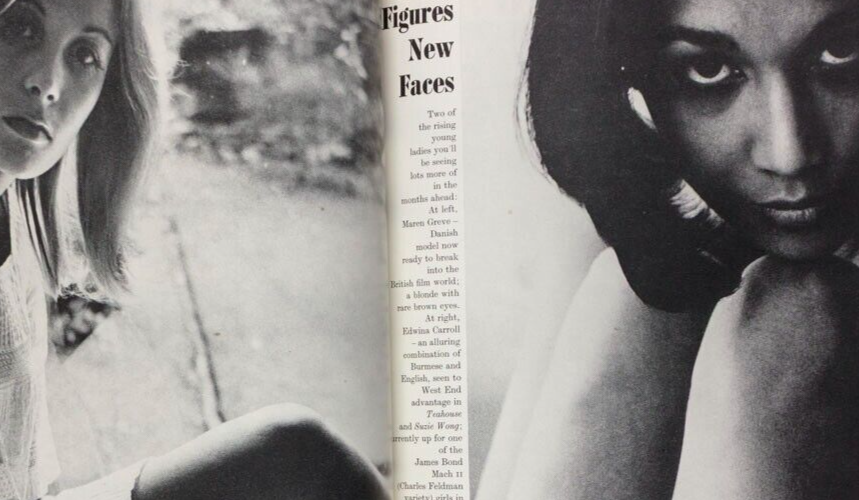 Figures
New
Faces
Two of
the rising
young
ladies you'll
be seeing
lots more of
in the
months ahead:
At left,
Maren Greve –
Danish
model now
ready to break
into the
British film world;
a blonde with
rare brown eyes.
At right,
Edwina Carroll
– an alluring
combination of
Burmese and
English, seen to
West End
advantage in
Teahouse
and Suzie Wong;
urrently up for one
of the
James Bond
Mach II
(Charles Feldman
variety) girls in